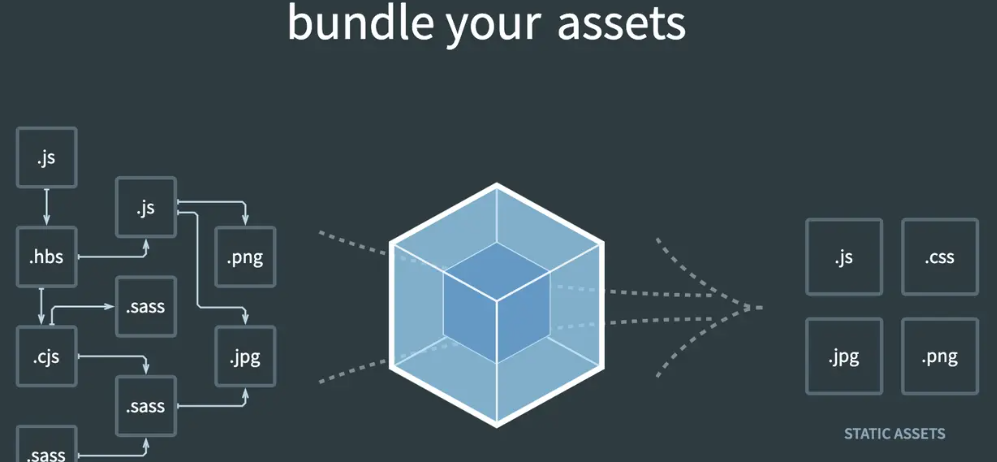 bundle your assets
.js
.js
.hbs
.png
.sass
.cjs
.jpg
.sass
.sass
.js
.css
.jpg
.png
STATIC ASSETS